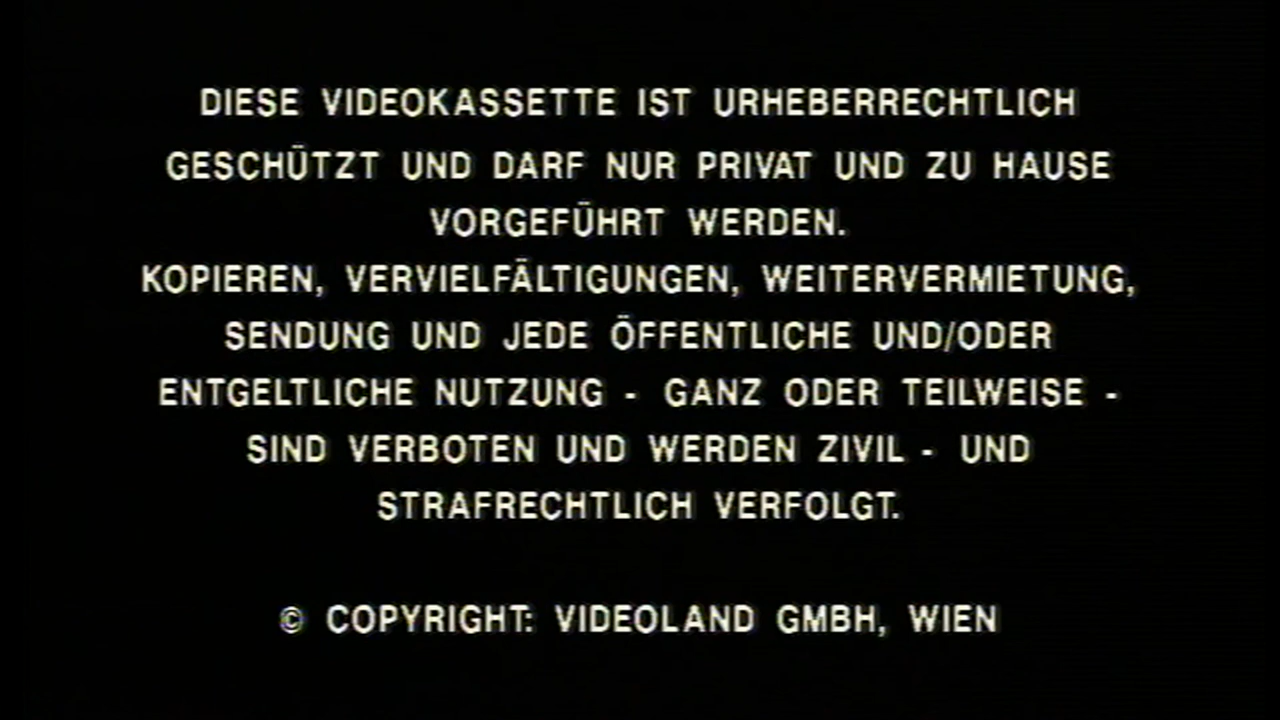 DIESE VIDEOKASSETTE IST URHEBERRECHTLICH
GESCHÜTZT UND DARF NUR PRIVAT UND ZU HAUSE
VORGEFÜHRT WERDEN.
KOPIEREN, VERVIELFÄLTIGUNGEN, WEITERVERMIETUNG,
SENDUNG UND JEDE ÖFFENTLICHE UND/ODER
ENTGELTLICHE NUTZUNG - GANZ ODER TEILWEISE -
SIND VERBOTEN UND WERDEN ZIVIL - UND
STRAFRECHTLICH VERFOLGT.
© COPYRIGHT: VIDEOLAND GMBH, WIEN